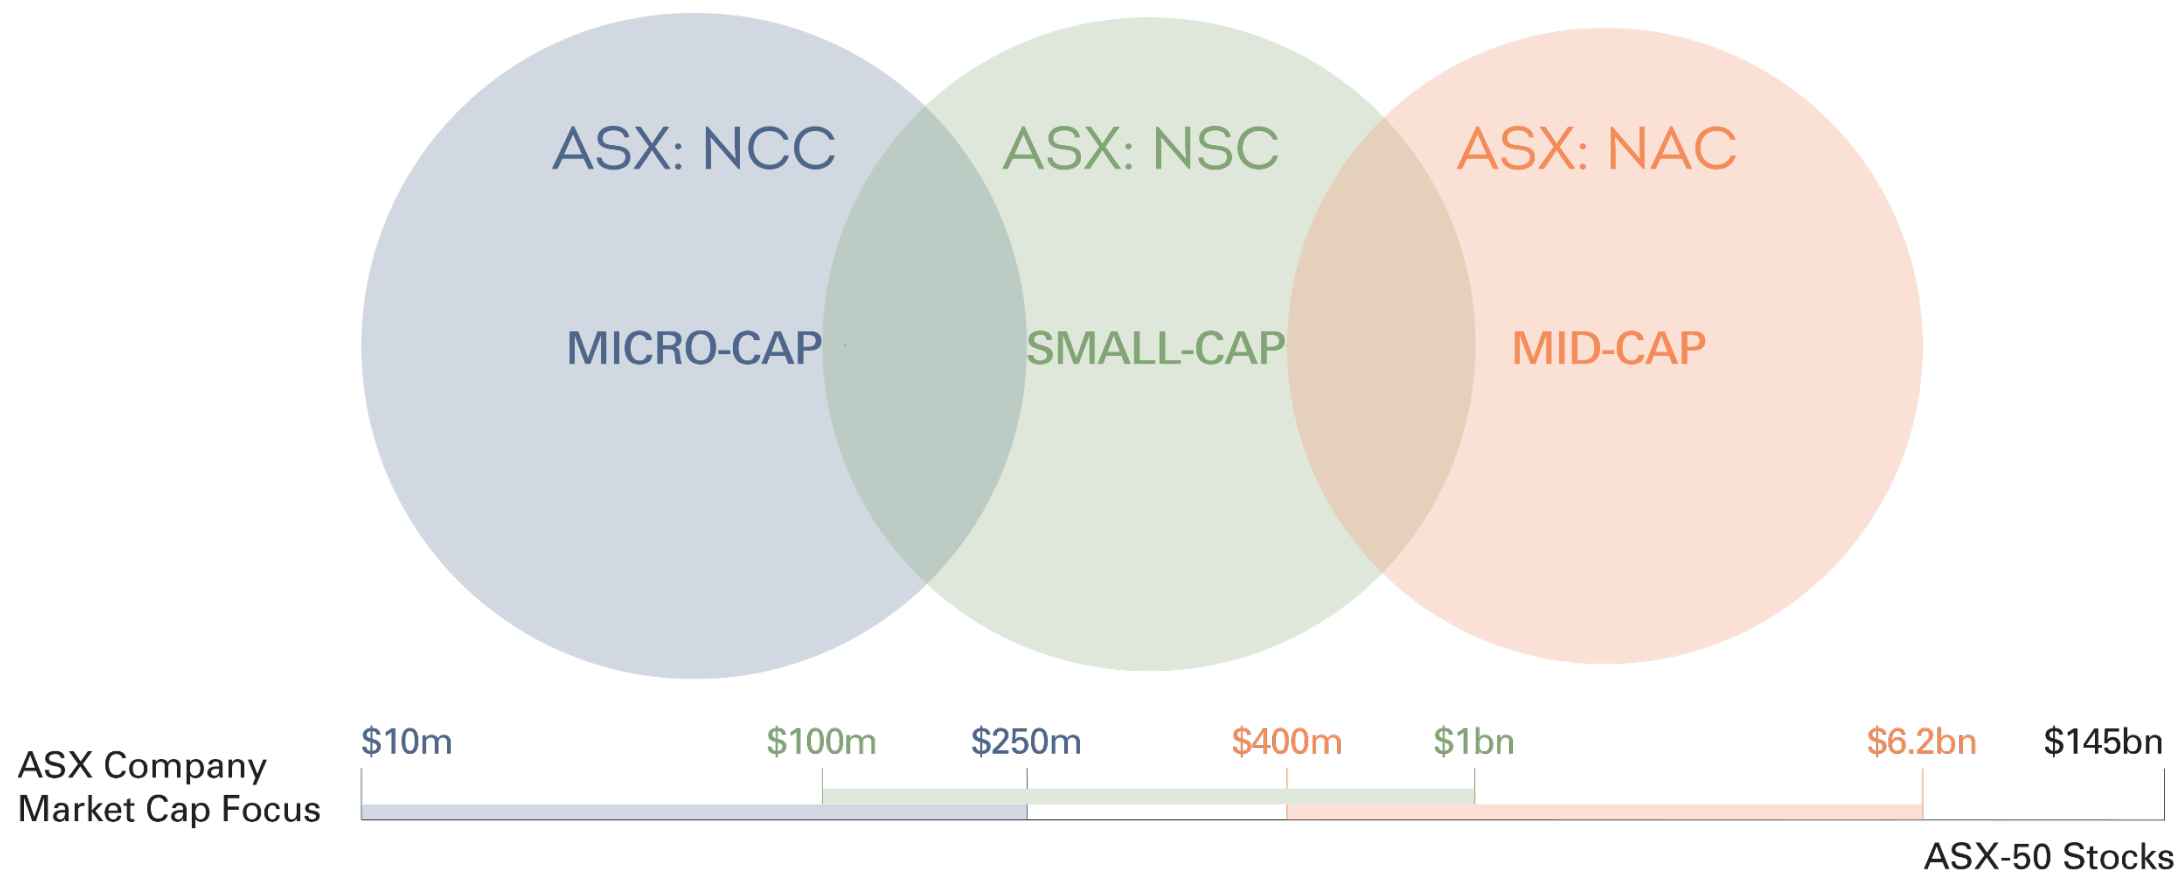 ASX: NCC
ASX: NSC
ASX: NAC
MICRO-CAP
SMALL-CAP
MID-CAP
$10m
$100m
$250m
$400m
$1bn
$6.2bn
$145bn
ASX Company
Market Cap Focus
ASX-50 Stocks